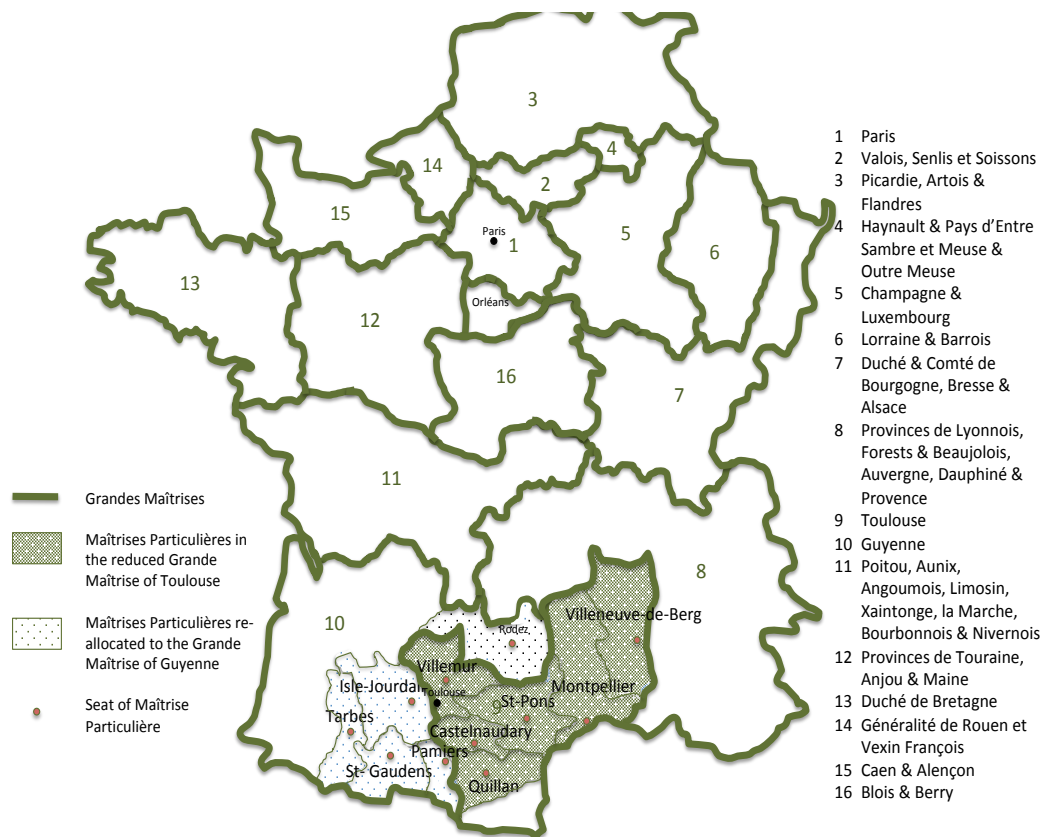 3
4
14
2
15
Paris
1
5
6
13
Orléans
12
16
7
11
8
10
Rodez
Villeneuve-de-Berg
Villemur
Isle-Jourdain
Toulouse
Montpellier
St-Pons
9
Tarbes
Castelnaudary
Pamiers
St- Gaudens
Quillan
Grandes Maîtrises
Maîtrises Particulières in
the reduced Grande
Maîtrise of Toulouse
Maîtrises Particulières re-
allocated to the Grande
Maîtrise of Guyenne
Seat of Maîtrise
Particulière
1 Paris
2 Valois, Senlis et Soissons
3 Picardie, Artois &
Flandres
4 Haynault & Pays d’Entre
Sambre et Meuse &
Outre Meuse
5 Champagne &
Luxembourg
6 Lorraine & Barrois
7 Duché & Comté de
Bourgogne, Bresse &
Alsace
8 Provinces de Lyonnois,
Forests & Beaujolois,
Auvergne, Dauphiné &
Provence
9 Toulouse
10 Guyenne
11 Poitou, Aunix,
Angoumois, Limosin,
Xaintonge, la Marche,
Bourbonnois & Nivernois
12 Provinces de Touraine,
Anjou & Maine
13 Duché de Bretagne
14 Généralité de Rouen et
Vexin François
15 Caen & Alençon
16 Blois & Berry